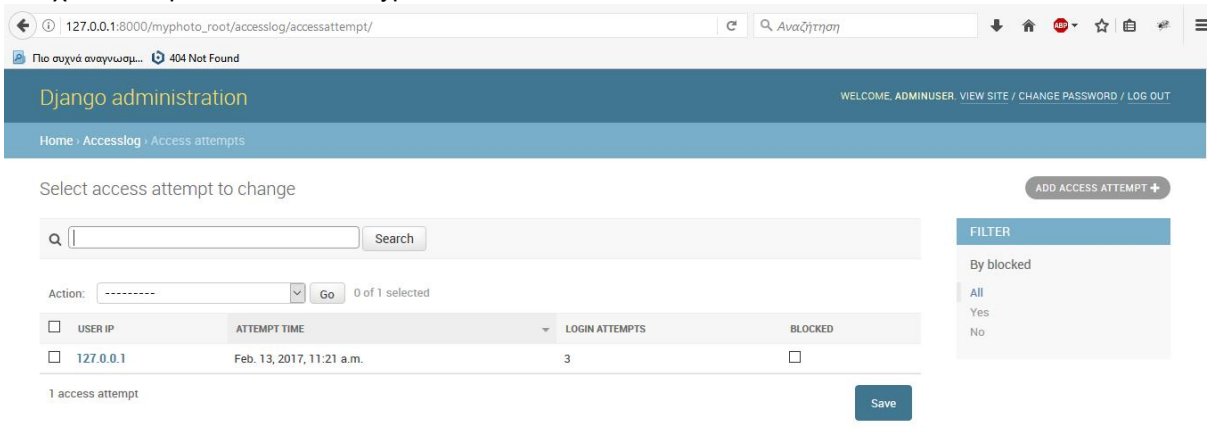 127.0.0.1:8000/myphoto_root/accesslog/accessattempt/
Αναζήτηση
ABP
Πιο συχνά αναγνωσμ... 404 Not Found
Django administration
WELCOME, ADMINUSER. VIEW SITE / CHANGE PASSWORD / LOG OUT
Home › Accesslog › Access attempts
Select access attempt to change
ADD ACCESS ATTEMPT +
Search
FILTER
By blocked
All
Yes
No
Action: --------- Go 0 of 1 selected
USER IP ATTEMPT TIME LOGIN ATTEMPTS BLOCKED
127.0.0.1 Feb. 13, 2017, 11:21 a.m. 3
1 access attempt
Save